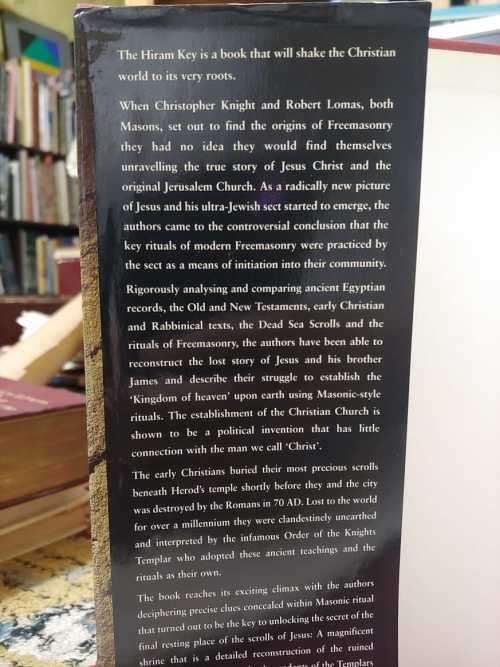 The Hiram Key is a book that will shake the Christian
world to its very roots.
When Christopher Knight and Robert Lomas, both
Masons, set out to find the origins of Freemasonry
they had no idea they would find themselves
unravelling the true story of Jesus Christ and the
original Jerusalem Church. As a radically new picture
of Jesus and his ultra-Jewish sect started to emerge, the
authors came to the controversial conclusion that the
key rituals of modern Freemasonry were practiced by
the sect as a means of initiation into their community.
Rigorously analysing and comparing ancient Egyptian
records, the Old and New Testaments, early Christian
and Rabbinical texts, the Dead Sea Scrolls and the
rituals of Freemasonry, the authors have been able to
reconstruct the lost story of Jesus and his brother
James and describe their struggle to establish the
‘Kingdom of heaven’ upon earth using Masonic-style
rituals. The establishment of the Christian Church is
shown to be a political invention that has little
connection with the man we call ‘Christ’.
The early Christians buried their most precious scrolls
beneath Herod's temple shortly before they and the city
was destroyed by the Romans in 70 AD. Lost to the world
for over a millennium they were clandestinely unearthed
and interpreted by the infamous Order of the Knights
Templar who adopted these ancient teachings and the
rituals as their own.
The book reaches its exciting climax with the authors
deciphering precise clues concealed within Masonic ritual
that turned out to be the key to unlocking the secret of the
final resting place of the scrolls of Jesus: A magnificent
shrine that is a detailed reconstruction of the ruined
of the Templars